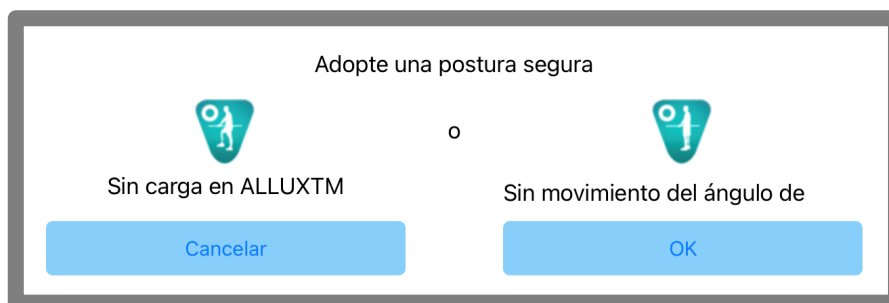 Adopte una postura segura
o
Sin carga en ALLUXTM
Sin movimiento del ángulo de
Cancelar
OK